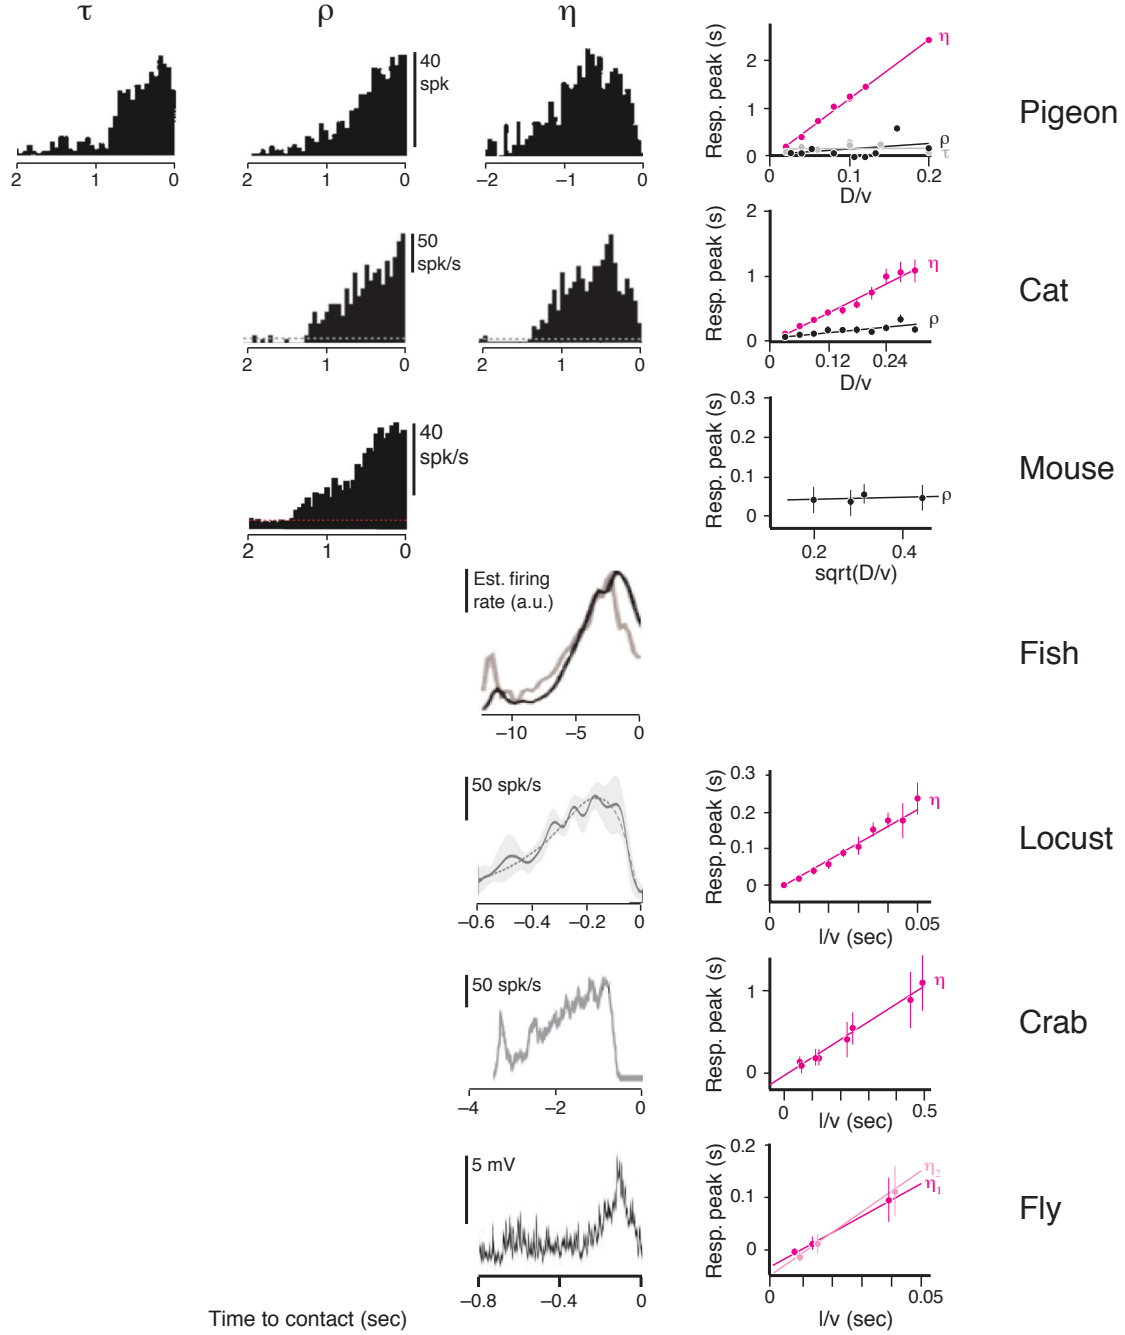 τ ρ η
40
spk
2 1 0
2 1 0
−2 −1 0
Resp. peak (s)
2
1
0
0 0.1 0.2
D/v
η
ρ
τ
Pigeon
50
spk/s
2 1 0
2 1 0
Resp. peak (s)
2
1
0
0 0.12 0.24
D/v
η
ρ
Cat
40
spk/s
2 1 0
Resp. peak (s)
0.3
0.2
0.1
0
0.2 0.4
sqrt(D/v)
ρ
Mouse
Est. firing
rate (a.u.)
−10 −5 0
Fish
50 spk/s
−0.6 −0.4 −0.2 0
Resp. peak (s)
0.3
0.2
0.1
0
0 0.05
l/v (sec)
η
Locust
50 spk/s
−4 −2 0
Resp. peak (s)
1
0
0 0.5
l/v (sec)
η
Crab
5 mV
−0.8 −0.4 0
Resp. peak (s)
0.2
0.1
0
0 0.05
l/v (sec)
η2
η1
Fly
Time to contact (sec)